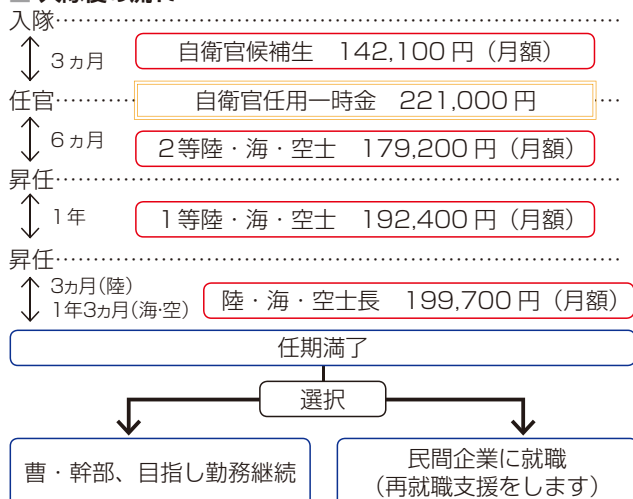 入隊
3ヵ月
自衛官候補生 142,100円(月額)
任官
自衛官任用一時金 221,000円
6ヵ月
2等陸・海・空士 179,200円(月額)
昇任
1年
1等陸・海・空士 192,400円(月額)
昇任
3ヵ月(陸)
1年3ヵ月(海・空)
陸・海・空士長 199,700円(月額)
任期満了
選択
曹・幹部、目指し勤務継続
民間企業に就職
(再就職支援をします)